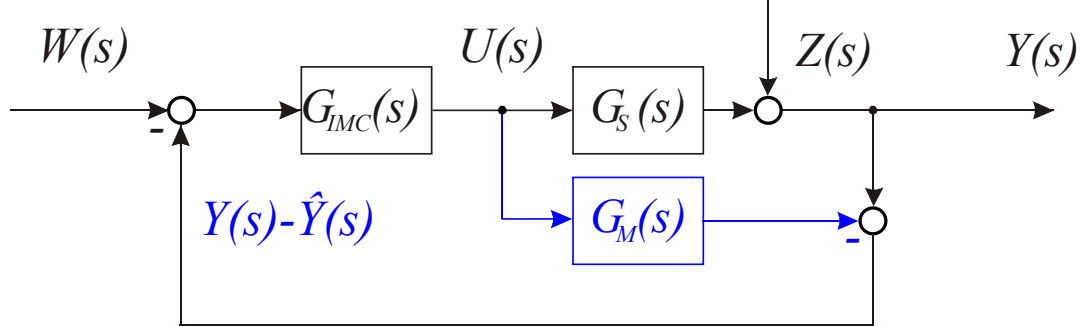 W(s)
U(s)
Z(s)
Y(s)
G_IMC(s)
G_S(s)
-
Y(s)-Ŷ(s)
G_M(s)
-